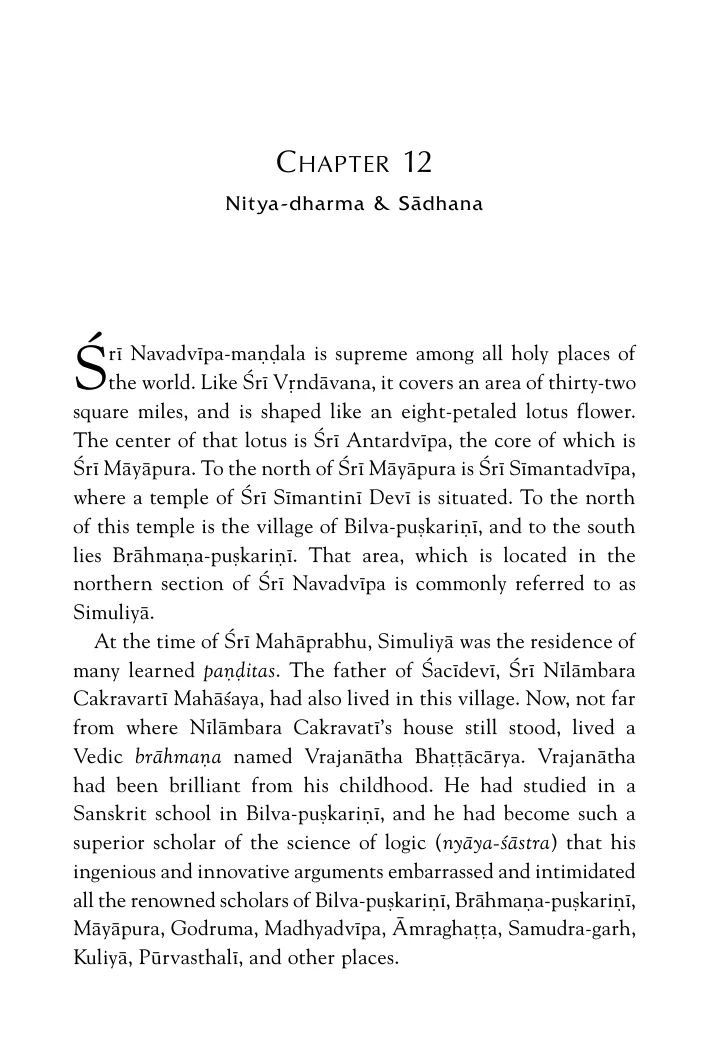 CHAPTER 12
Nitya-dharma & Sādhana
Śrī Navadvīpa-maṇḍala is supreme among all holy places of
the world. Like Śrī Vṛndāvana, it covers an area of thirty-two
square miles, and is shaped like an eight-petaled lotus flower.
The center of that lotus is Śrī Antardvīpa, the core of which is
Śrī Māyāpura. To the north of Śrī Māyāpura is Śrī Sīmantadvīpa,
where a temple of Śrī Sīmantinī Devī is situated. To the north
of this temple is the village of Bilva-puṣkariṇī, and to the south
lies Brāhmaṇa-puṣkariṇī. That area, which is located in the
northern section of Śrī Navadvīpa is commonly referred to as
Simuliyā.
At the time of Śrī Mahāprabhu, Simuliyā was the residence of
many learned paṇḍitas. The father of Śacīdevī, Śrī Nīlāmbara
Cakravartī Mahāśaya, had also lived in this village. Now, not far
from where Nīlāmbara Cakravatī's house still stood, lived a
Vedic brāhmaṇa named Vrajanātha Bhaṭṭācārya. Vrajanātha
had been brilliant from his childhood. He had studied in a
Sanskrit school in Bilva-puṣkariṇī, and he had become such a
superior scholar of the science of logic (nyāya-śāstra) that his
ingenious and innovative arguments embarrassed and intimidated
all the renowned scholars of Bilva-puṣkariṇī, Brāhmaṇa-puṣkariṇī,
Māyāpura, Godruma, Madhyadvīpa, Āmraghaṭṭa, Samudra-garh,
Kuliyā, Pūrvasthalī, and other places.